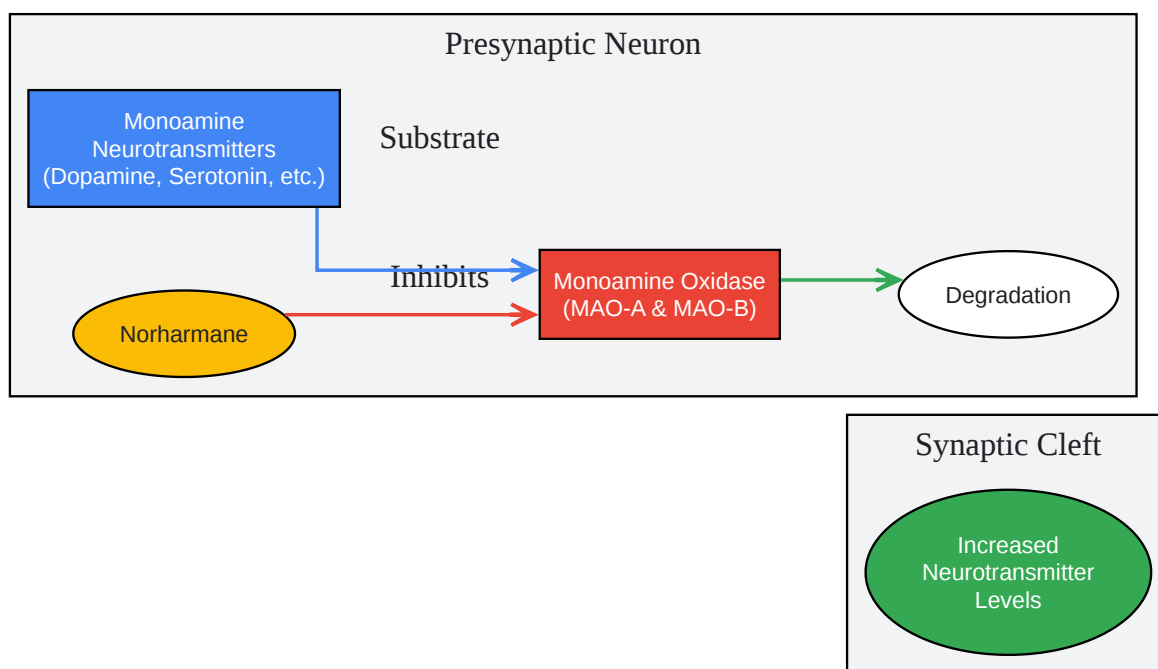 Presynaptic Neuron
Monoamine
Neurotransmitters
(Dopamine, Serotonin, etc.)
Substrate
Inhibits
Monoamine Oxidase
(MAO-A & MAO-B)
Degradation
Norharmane
Synaptic Cleft
Increased
Neurotransmitter
Levels